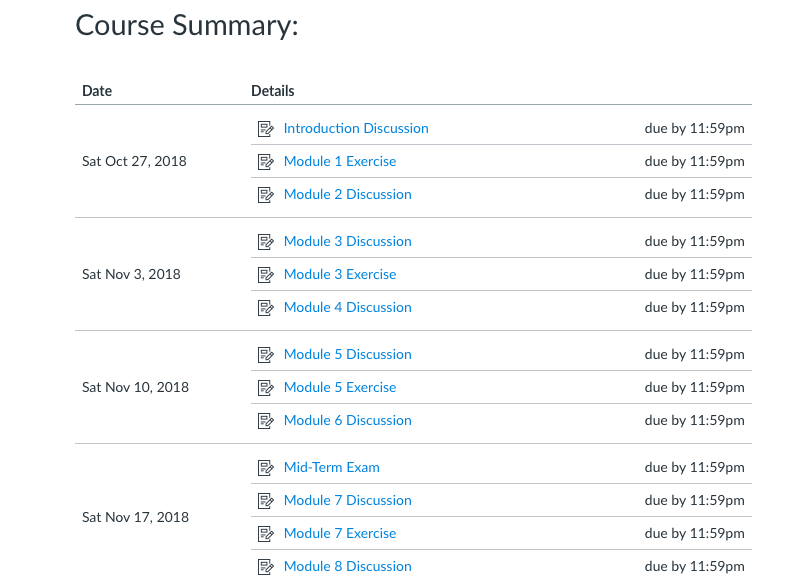 Course Summary:
Date Details
Introduction Discussion due by 11:59pm
Sat Oct 27, 2018 Module 1 Exercise due by 11:59pm
Module 2 Discussion due by 11:59pm
Module 3 Discussion due by 11:59pm
Sat Nov 3, 2018 Module 3 Exercise due by 11:59pm
Module 4 Discussion due by 11:59pm
Module 5 Discussion due by 11:59pm
Sat Nov 10, 2018 Module 5 Exercise due by 11:59pm
Module 6 Discussion due by 11:59pm
Mid-Term Exam due by 11:59pm
Module 7 Discussion due by 11:59pm
Sat Nov 17, 2018
Module 7 Exercise due by 11:59pm
Module 8 Discussion due by 11:59pm